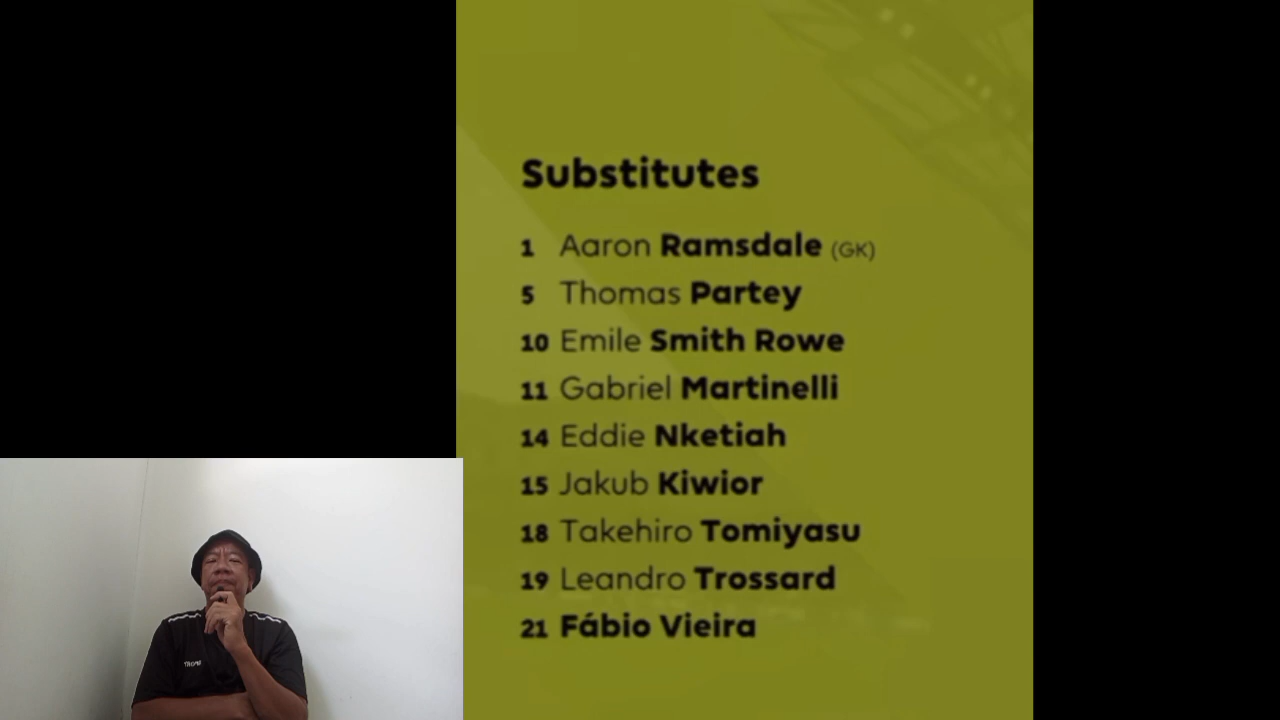 Substitutes
1 Aaron Ramsdale (GK)
5 Thomas Partey
10 Emile Smith Rowe
11 Gabriel Martinelli
14 Eddie Nketiah
15 Jakub Kiwior
18 Takehiro Tomiyasu
19 Leandro Trossard
21 Fábio Vieira